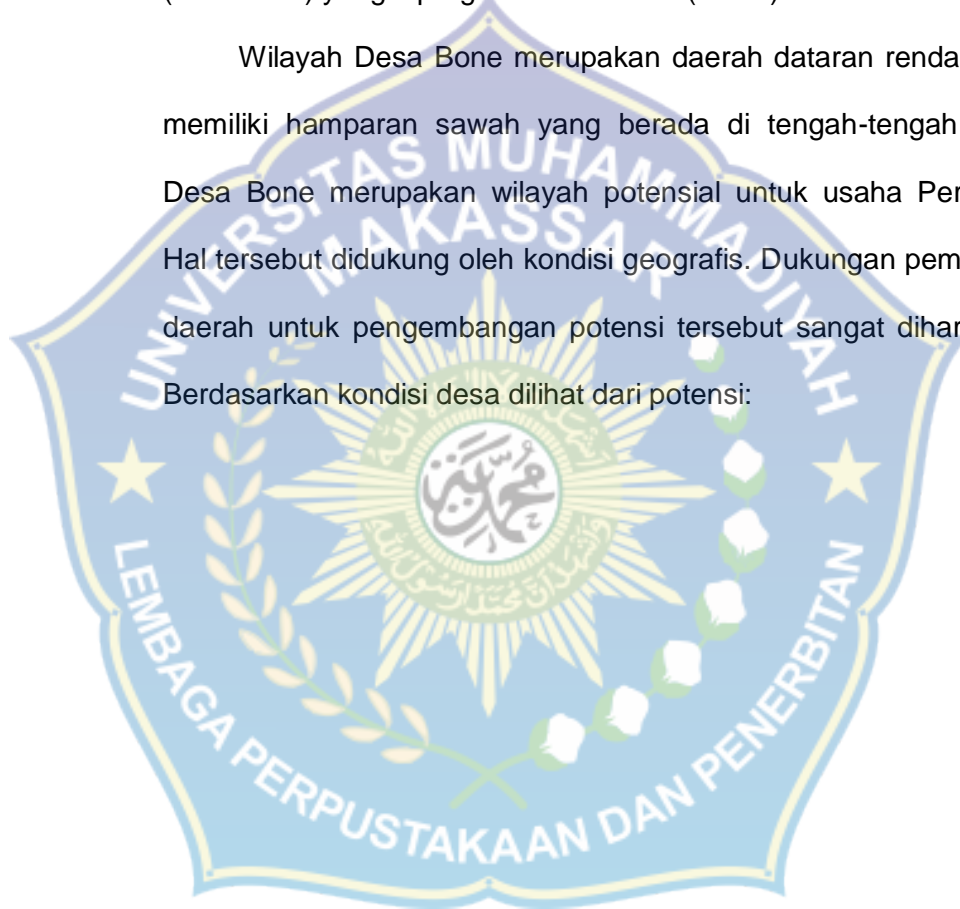 Wilayah Desa Bone merupakan daerah dataran renda
memiliki hamparan sawah yang berada di tengah-tengah
Desa Bone merupakan wilayah potensial untuk usaha Per
Hal tersebut didukung oleh kondisi geografis. Dukungan pem
daerah untuk pengembangan potensi tersebut sangat dihar
Berdasarkan kondisi desa dilihat dari potensi:
UNIVERSITAS MUHAMMADIYAH
MAKASSAR
LEMBAGA PERPUSTAKAAN DAN PENERBITAN